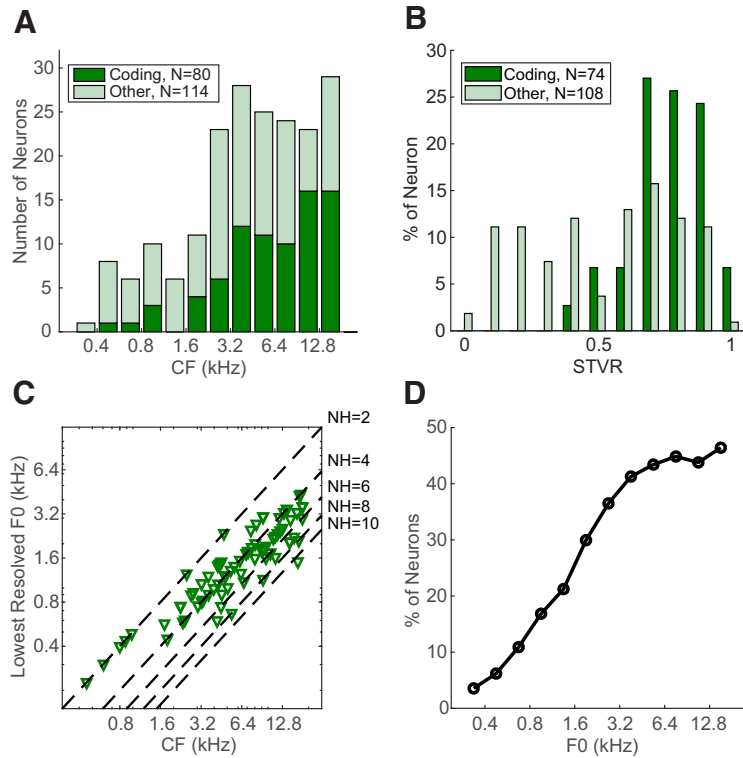 A
Coding, N=80
Other, N=114
Number of Neurons
30
25
20
15
10
5
0
0.4 0.8 1.6 3.2 6.4 12.8
CF (kHz)
B
Coding, N=74
Other, N=108
% of Neuron
30
25
20
15
10
5
0
0 0.5 1
STVR
C
NH=2
NH=4
NH=6
NH=8
NH=10
Lowest Resolved F0 (kHz)
6.4
3.2
1.6
0.8
0.4
0.8 1.6 3.2 6.4 12.8
CF (kHz)
D
% of Neurons
50
40
30
20
10
0
0.4 0.8 1.6 3.2 6.4 12.8
F0 (kHz)